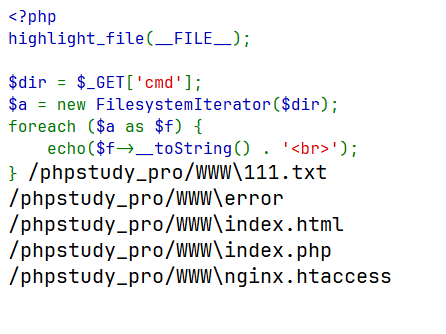 <?php
highlight_file(__FILE__);

$dir = $_GET['cmd'];
$a = new FilesystemIterator($dir);
foreach ($a as $f) {
    echo($f->__toString() . '<br>');
} /phpstudy_pro/WWW\111.txt
/phpstudy_pro/WWW\error
/phpstudy_pro/WWW\index.html
/phpstudy_pro/WWW\index.php
/phpstudy_pro/WWW\nginx.htaccess